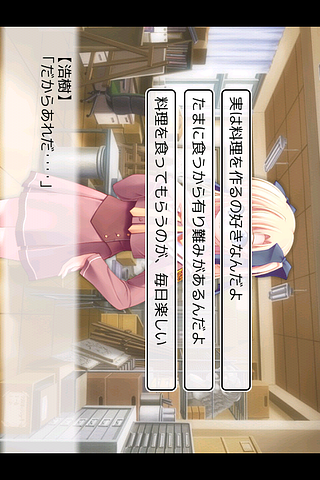 実は料理を作るの好きなんだよ
たまに食うから有り難みがあるんだよ
料理を食ってもらうのが、毎日楽しい
【浩樹】
「だからあれだ・・・」